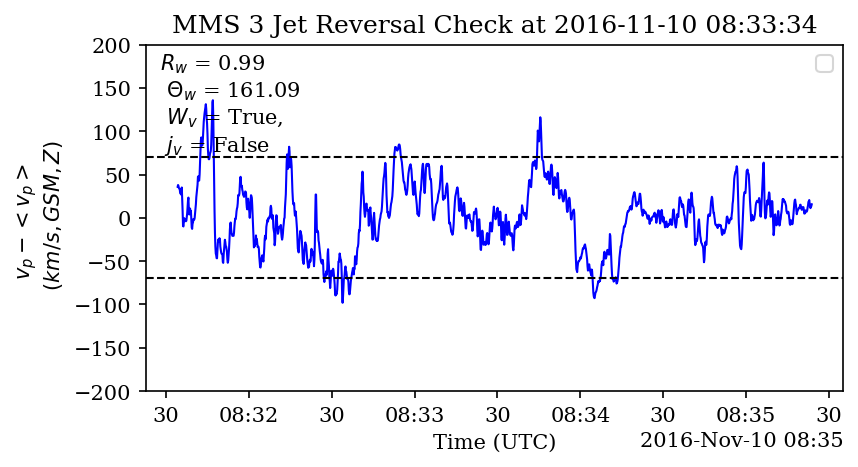 MMS 3 Jet Reversal Check at 2016-11-10 08:33:34
R_w = 0.99
Θ_w = 161.09
W_v = True,
j_v = False
v_p − < v_p >
(km/s, GSM, Z)
200
150
100
50
0
−50
−100
−150
−200
30 08:32 30 08:33 30 08:34 30 08:35 30
Time (UTC)
2016-Nov-10 08:35